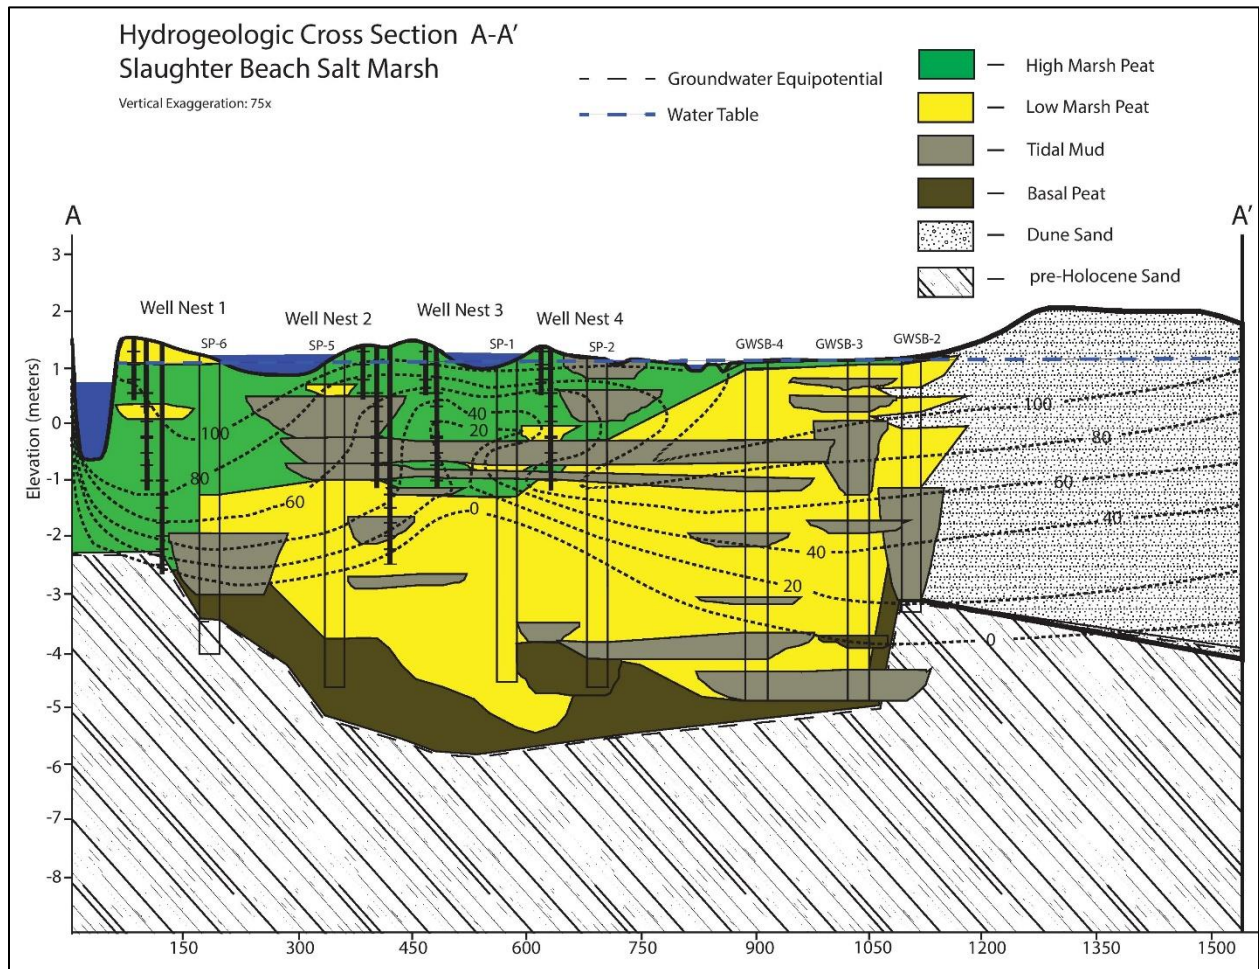 Hydrogeologic Cross Section A-A'
Slaughter Beach Salt Marsh
Vertical Exaggeration: 75x
Groundwater Equipotential
Water Table
High Marsh Peat
Low Marsh Peat
Tidal Mud
Basal Peat
Dune Sand
pre-Holocene Sand
A
A'
Elevation (meters)
3
2
1
0
-1
-2
-3
-4
-5
-6
-7
-8
Well Nest 1
Well Nest 2
Well Nest 3
Well Nest 4
SP-6
SP-5
SP-1
SP-2
GWSB-4
GWSB-3
GWSB-2
100
80
60
40
20
0
40
20
100
80
60
40
0
150
300
450
600
750
900
1050
1200
1350
1500